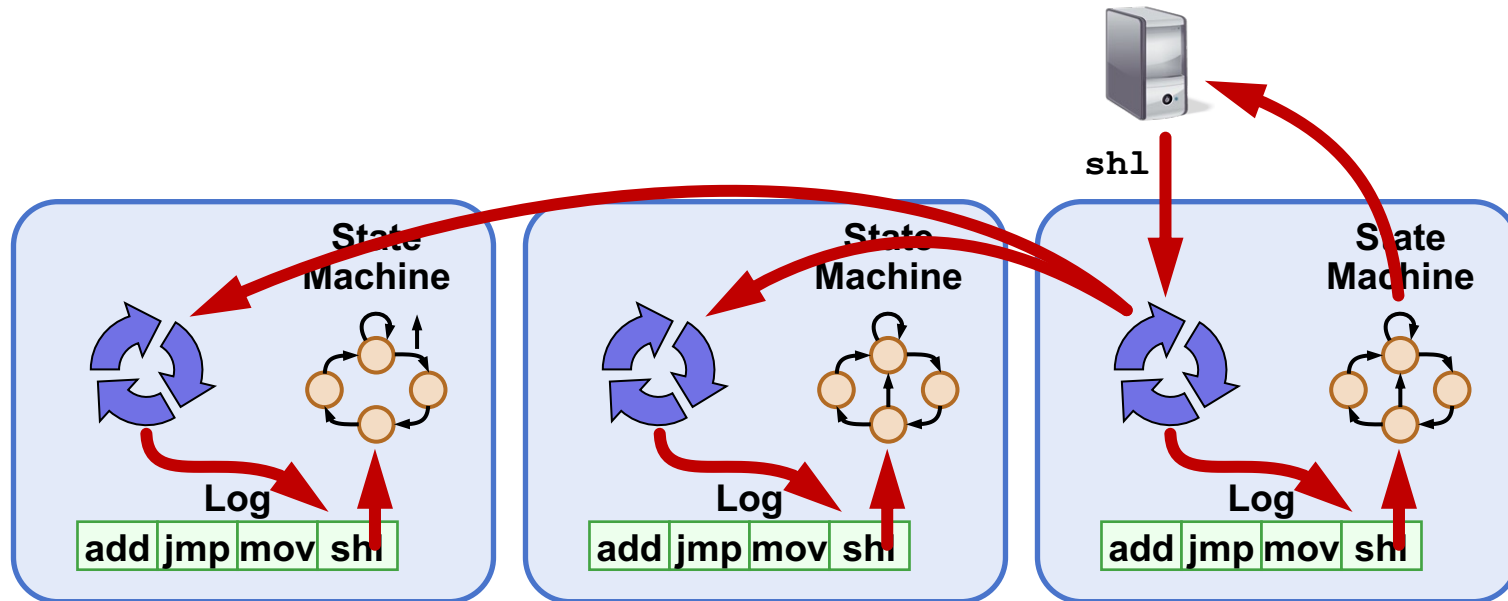 shl
State
Machine
State
Machine
State
Machine
Log
Log
Log
add jmp mov shl
add jmp mov shl
add jmp mov shl